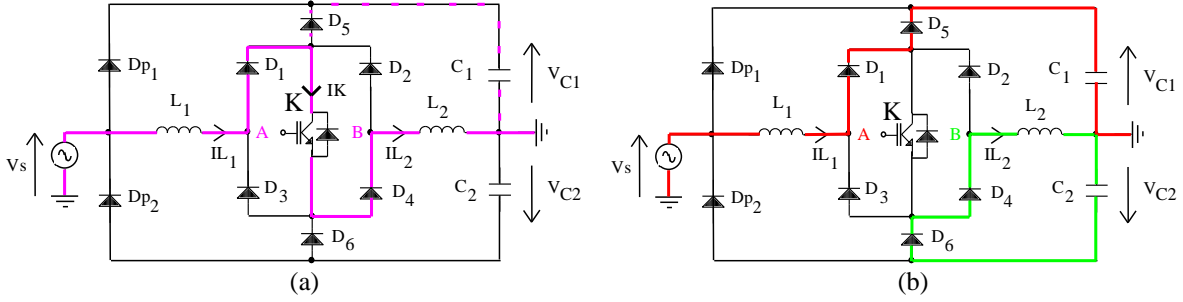 D5
Dp1
D1
D2
C1
VC1
L1
K
IK
L2
A
B
IL1
IL2
Vs
Dp2
D3
D4
C2
VC2
D6
(a)
D5
Dp1
D1
D2
C1
VC1
L1
K
L2
A
B
IL1
IL2
Vs
Dp2
D3
D4
C2
VC2
D6
(b)